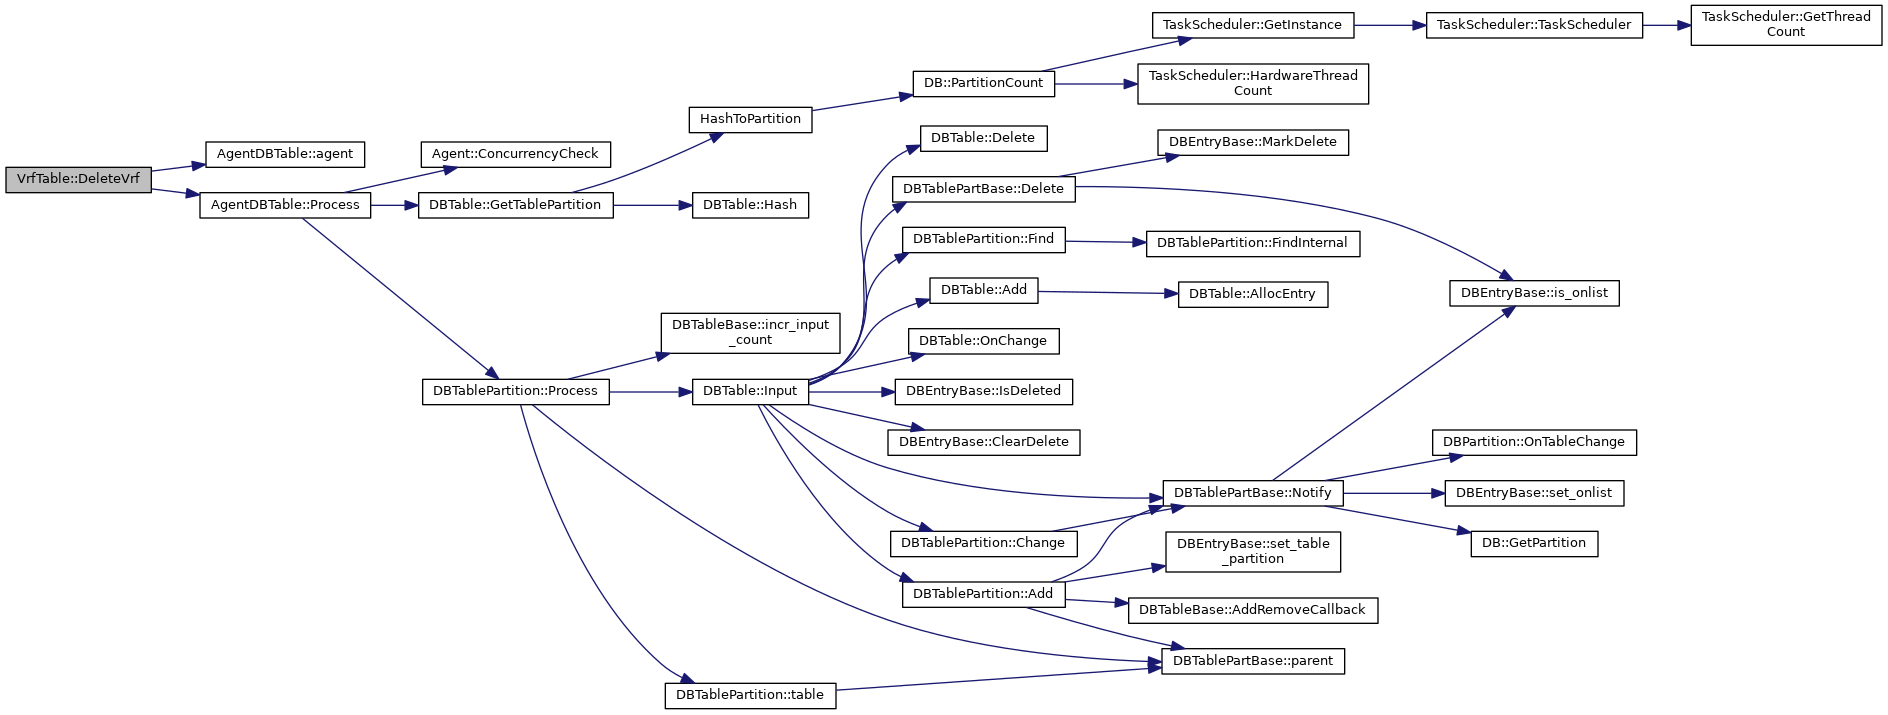 VrfTable::DeleteVrf
AgentDBTable::agent
AgentDBTable::Process
Agent::ConcurrencyCheck
DBTable::GetTablePartition
DBTablePartition::Process
HashToPartition
DBTable::Hash
DBTableBase::incr_input
_count
DBTable::Input
DBTablePartition::table
DB::PartitionCount
DBTable::Delete
DBTablePartBase::Delete
DBTablePartition::Find
DBTable::Add
DBTable::OnChange
DBEntryBase::IsDeleted
DBEntryBase::ClearDelete
DBTablePartition::Change
DBTablePartition::Add
TaskScheduler::GetInstance
TaskScheduler::HardwareThread
Count
DBEntryBase::MarkDelete
DBTablePartition::FindInternal
DBTable::AllocEntry
DBTablePartBase::Notify
DBEntryBase::set_table
_partition
DBTableBase::AddRemoveCallback
DBTablePartBase::parent
TaskScheduler::TaskScheduler
DBEntryBase::is_onlist
DBPartition::OnTableChange
DBEntryBase::set_onlist
DB::GetPartition
TaskScheduler::GetThread
Count